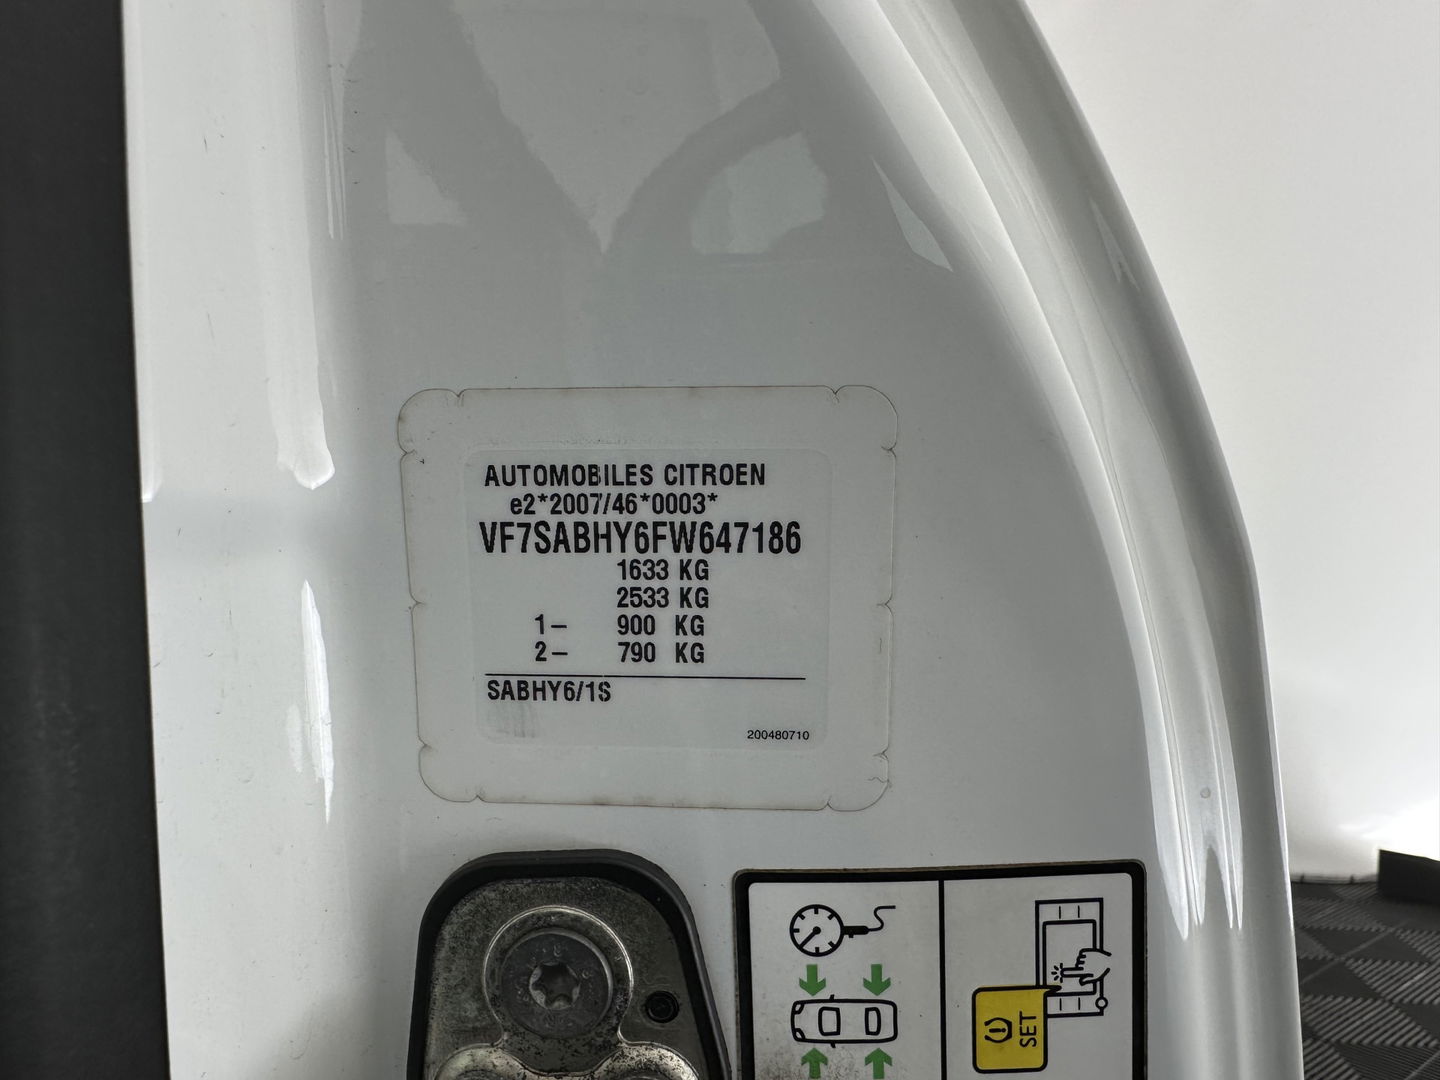 AUTOMOBILES CITROEN
e2*2007/46*0003*
VF7SABHY6FW647186
1633 KG
2533 KG
1– 900 KG
2– 790 KG
SABHY6/1S
200480710
SET